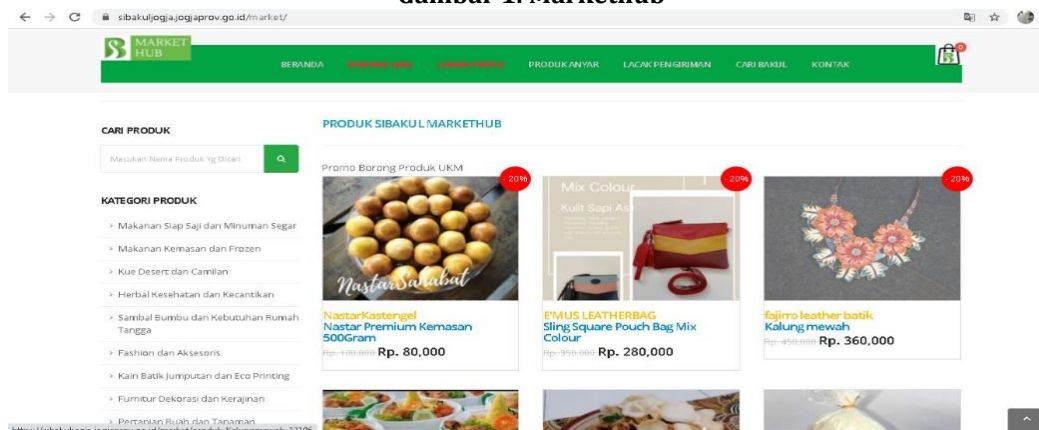 Gambar 1. Markethub
sibakuljogja.jogjaprov.go.id/market/
MARKET
HUB
BERANDA
PRODUK ANYAR
LACAK PENGIRIMAN
CARI BAKUL
KONTAK
0
CARI PRODUK
Masukan Nama Produk Yg Dicari
KATEGORI PRODUK
Makanan Siap Saji dan Minuman Segar
Makanan Kemasan dan Frozen
Kue Desert dan Camilan
Herbal Kesehatan dan Kecantikan
Sambal Bumbu dan Kebutuhan Rumah
Tangga
Fashion dan Aksesoris
Kain Batik Jumputan dan Eco Printing
Furnitur Dekorasi dan Kerajinan
Pertanian Buah dan Tanaman
PRODUK SIBAKUL MARKETHUB
Promo Borong Produk UKM
- 20%
NastarSahabat
NastarKastengel
Nastar Premium Kemasan
500Gram
Rp. 100,000 Rp. 80,000
- 20%
Mix Colour
Kulit Sapi Asli
E'MUS LEATHERBAG
Sling Square Pouch Bag Mix
Colour
Rp. 350,000 Rp. 280,000
- 20%
fajirro leather batik
Kalung mewah
Rp. 450,000 Rp. 360,000